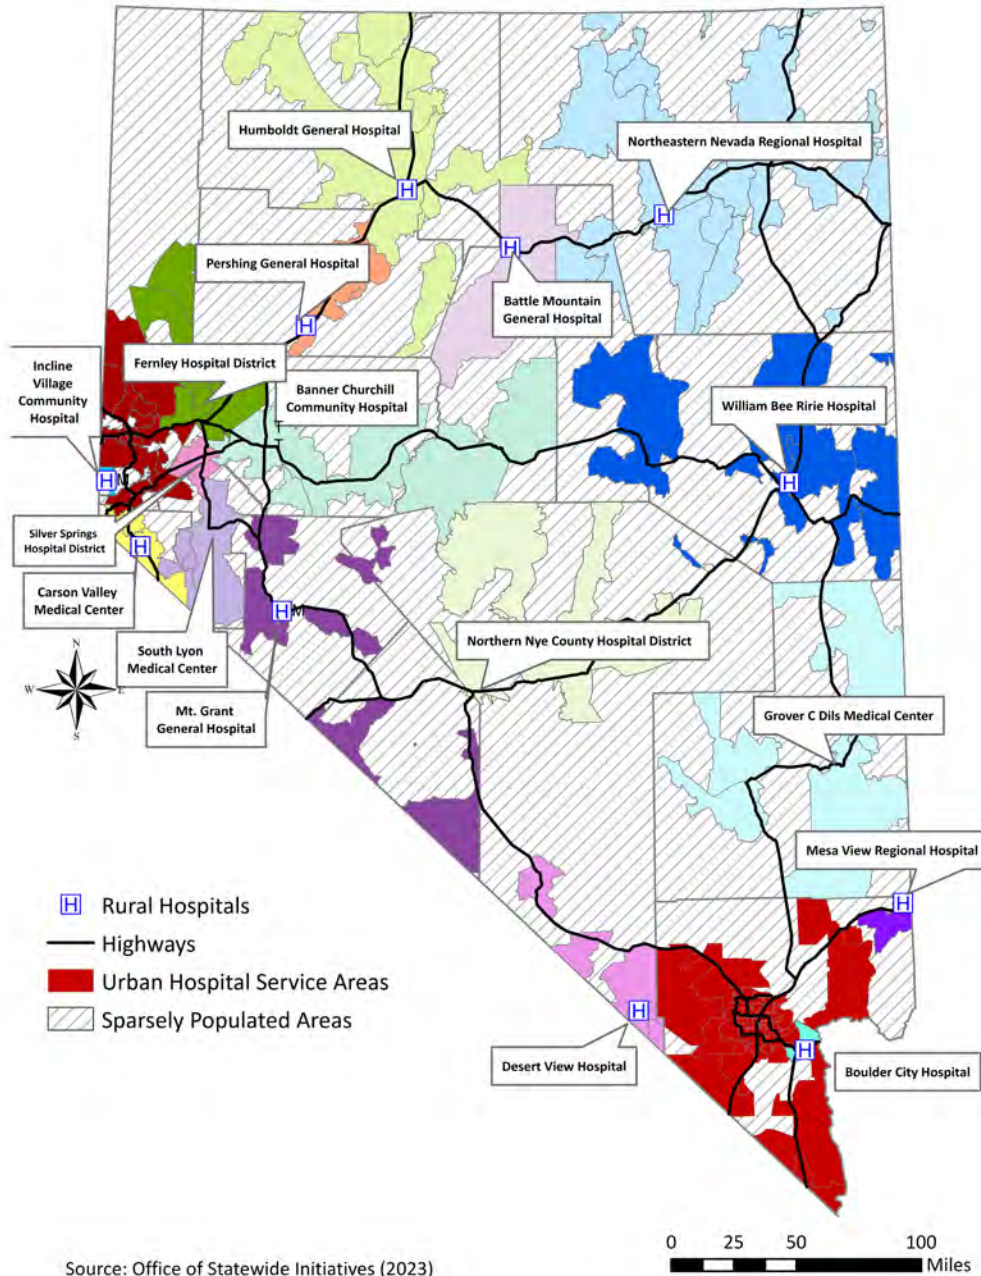 Humboldt General Hospital
Northeastern Nevada Regional Hospital
Pershing General Hospital
Battle Mountain
General Hospital
Incline
Village
Community
Hospital
Fernley Hospital District
Banner Churchill
Community Hospital
William Bee Ririe Hospital
Silver Springs
Hospital District
Carson Valley
Medical Center
South Lyon
Medical Center
Northern Nye County Hospital District
Mt. Grant
General Hospital
Grover C Dils Medical Center
Mesa View Regional Hospital
Desert View Hospital
Boulder City Hospital
N
W
E
S
H
H
H
H
H
H
H
H
H
H
H
M
M
H Rural Hospitals
Highways
Urban Hospital Service Areas
Sparsely Populated Areas
0 25 50 100
Miles
Source: Office of Statewide Initiatives (2023)